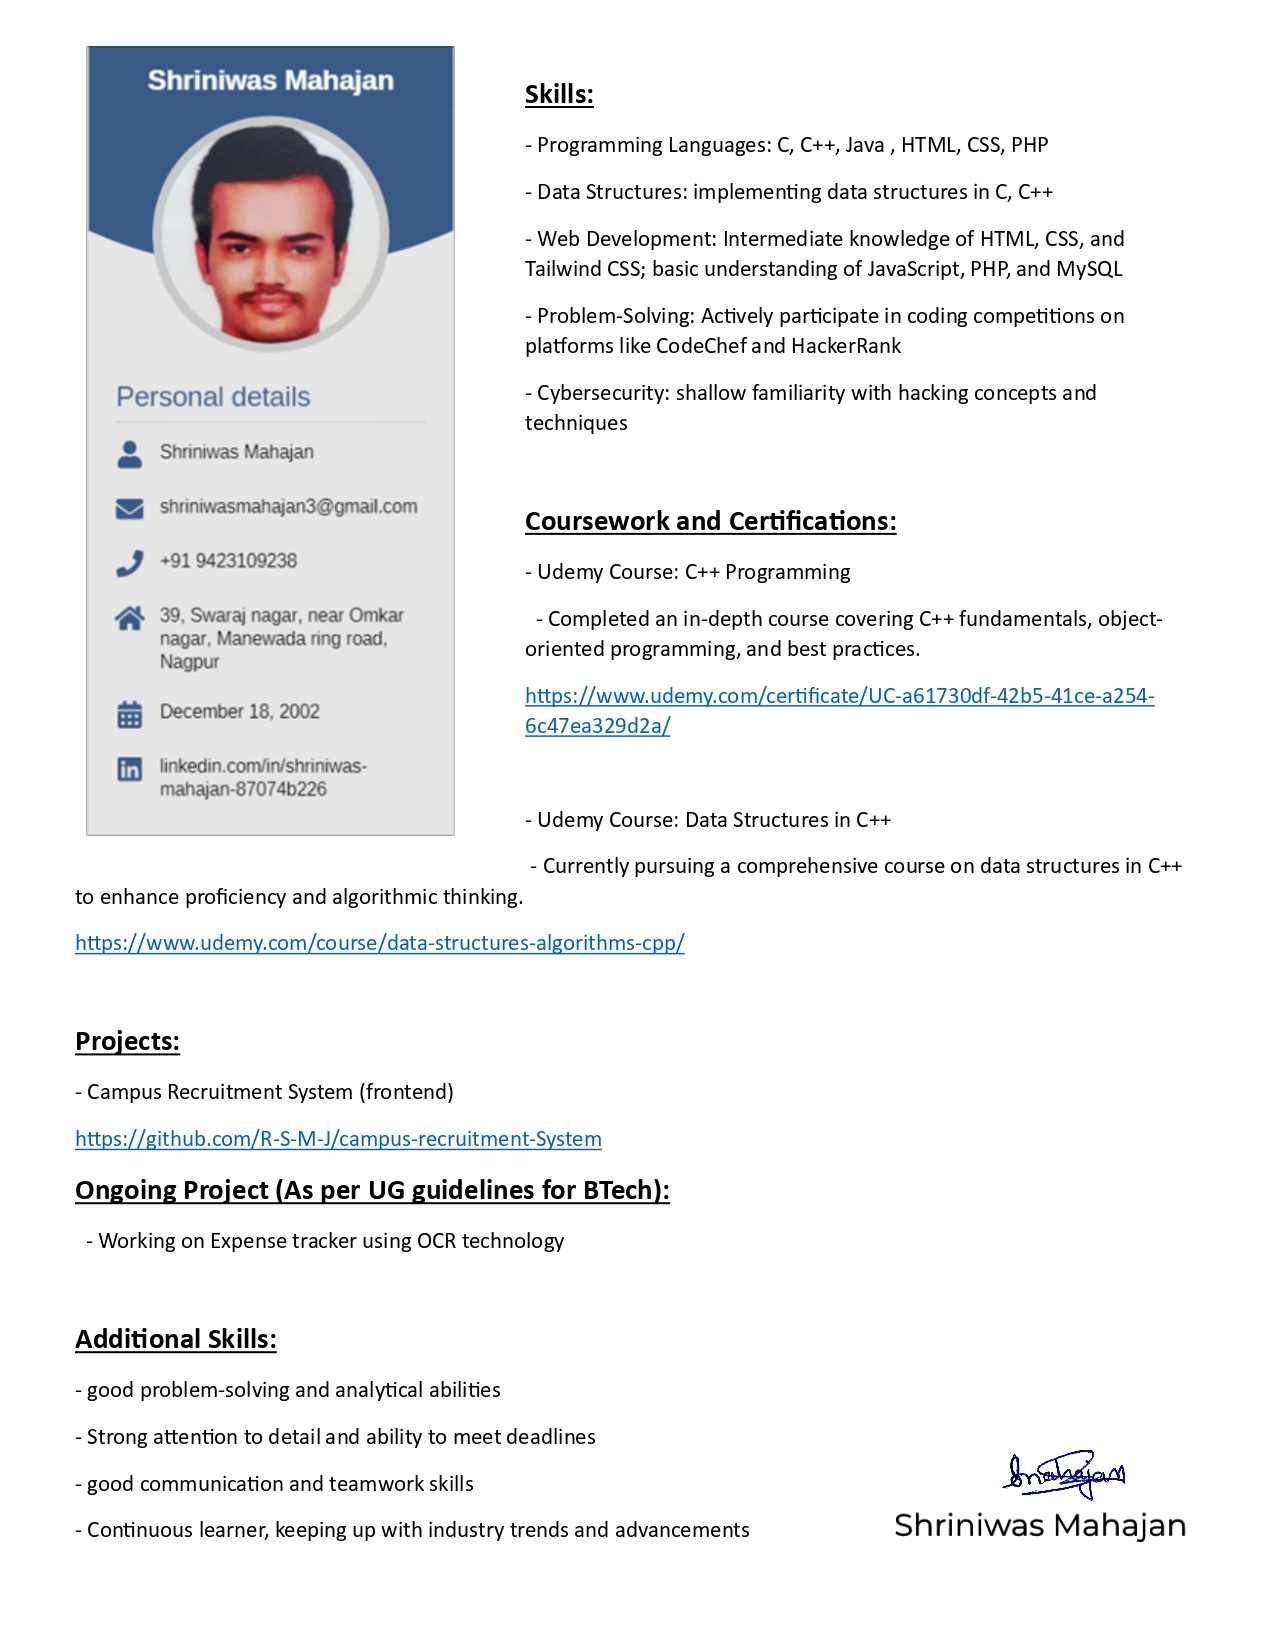 Shriniwas Mahajan
Personal details
Shriniwas Mahajan
shriniwasmahajan3@gmail.com
+91 9423109238
39, Swaraj nagar, near Omkar
nagar, Manewada ring road,
Nagpur
December 18, 2002
linkedin.com/in/shriniwas-
mahajan-87074b226
Skills:
- Programming Languages: C, C++, Java , HTML, CSS, PHP
- Data Structures: implementing data structures in C, C++
- Web Development: Intermediate knowledge of HTML, CSS, and
Tailwind CSS; basic understanding of JavaScript, PHP, and MySQL
- Problem-Solving: Actively participate in coding competitions on
platforms like CodeChef and HackerRank
- Cybersecurity: shallow familiarity with hacking concepts and
techniques
Coursework and Certifications:
- Udemy Course: C++ Programming
- Completed an in-depth course covering C++ fundamentals, object-
oriented programming, and best practices.
https://www.udemy.com/certificate/UC-a61730df-42b5-41ce-a254-
6c47ea329d2a/
- Udemy Course: Data Structures in C++
- Currently pursuing a comprehensive course on data structures in C++
to enhance proficiency and algorithmic thinking.
https://www.udemy.com/course/data-structures-algorithms-cpp/
Projects:
- Campus Recruitment System (frontend)
https://github.com/R-S-M-J/campus-recruitment-System
Ongoing Project (As per UG guidelines for BTech):
- Working on Expense tracker using OCR technology
Additional Skills:
- good problem-solving and analytical abilities
- Strong attention to detail and ability to meet deadlines
- good communication and teamwork skills
- Continuous learner, keeping up with industry trends and advancements
Shriniwas Mahajan